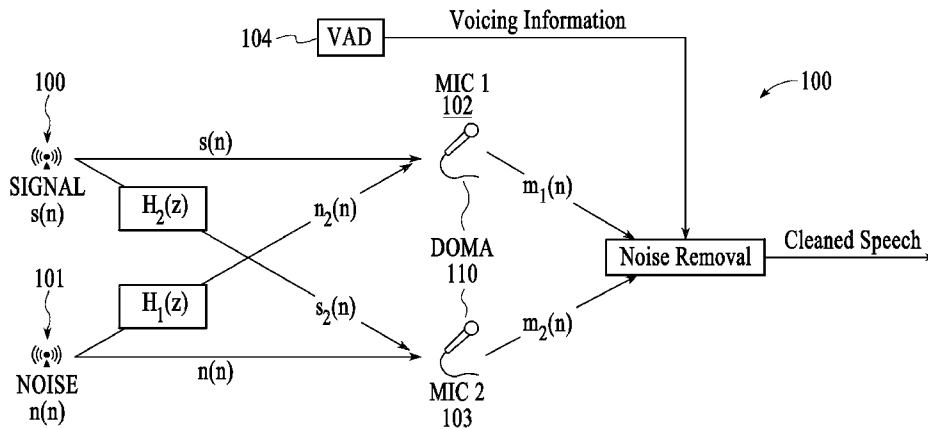 Voicing Information
104
VAD
100
MIC 1
102
100
s(n)
SIGNAL
s(n)
H2(z)
n2(n)
m1(n)
DOMA
110
Noise Removal
Cleaned Speech
101
H1(z)
s2(n)
m2(n)
NOISE
n(n)
n(n)
MIC 2
103